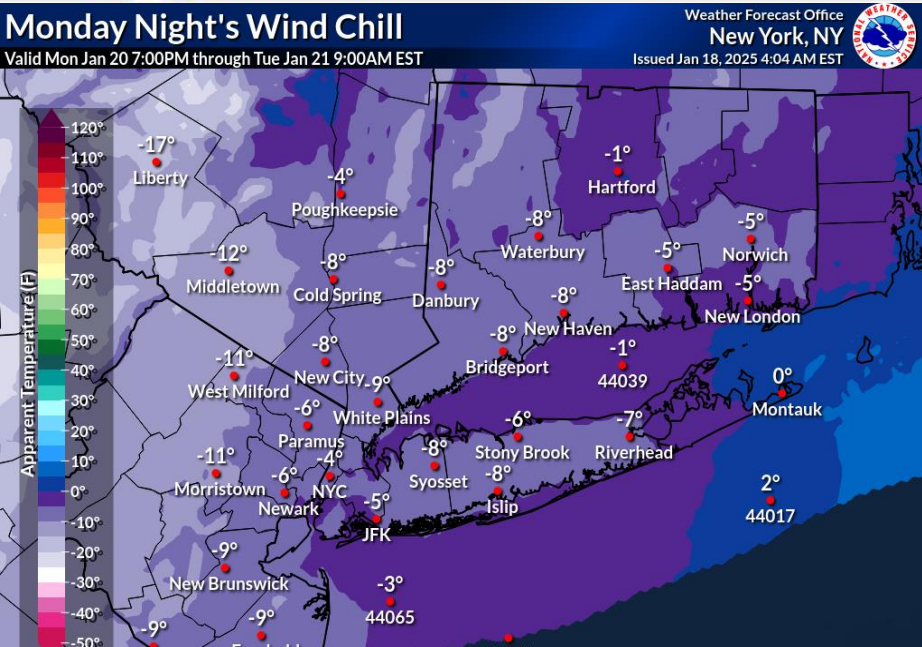 Monday Night's Wind Chill
Valid Mon Jan 20 7:00PM through Tue Jan 21 9:00AM EST
Weather Forecast Office
New York, NY
Issued Jan 18, 2025 4:04 AM EST
NATIONAL WEATHER SERVICE
Apparent Temperature (F)
120°
110°
100°
90°
80°
70°
60°
50°
40°
30°
20°
10°
0°
-10°
-20°
-30°
-40°
-50°
-17°
Liberty
-4°
Poughkeepsie
-1°
Hartford
-12°
Middletown
-8°
Cold Spring
-8°
Danbury
-8°
Waterbury
-5°
East Haddam
-5°
Norwich
-5°
New London
-8°
New Haven
-8°
Bridgeport
-1°
44039
0°
Montauk
-11°
West Milford
-8°
New City
-9°
White Plains
-6°
Paramus
-11°
Morristown
-6°
Newark
-4°
NYC
-5°
JFK
-8°
Syosset
-6°
Stony Brook
-8°
Islip
-7°
Riverhead
2°
44017
-9°
New Brunswick
-3°
44065
-9°
-9°